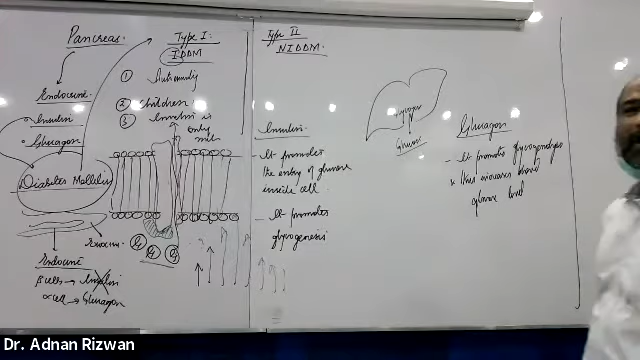 Pancreas
Endocrine
• Insulin
• Glucagon
Diabetes Mellitus
Exocrine
Endocrine
β cells → Insulin
α cell → Glucagon
Type I:
IDDM
① Autoimmunity
② children
③ Insulin is
only
G G G
Type II
NIDDM
Insulin
– It promotes
the entry of glucose
inside cell.
– It promotes
glycogenesis
Glycogen
Glucose
Glucagon
– It promotes glycogenolysis
* thus increases blood
glucose level
Dr. Adnan Rizwan